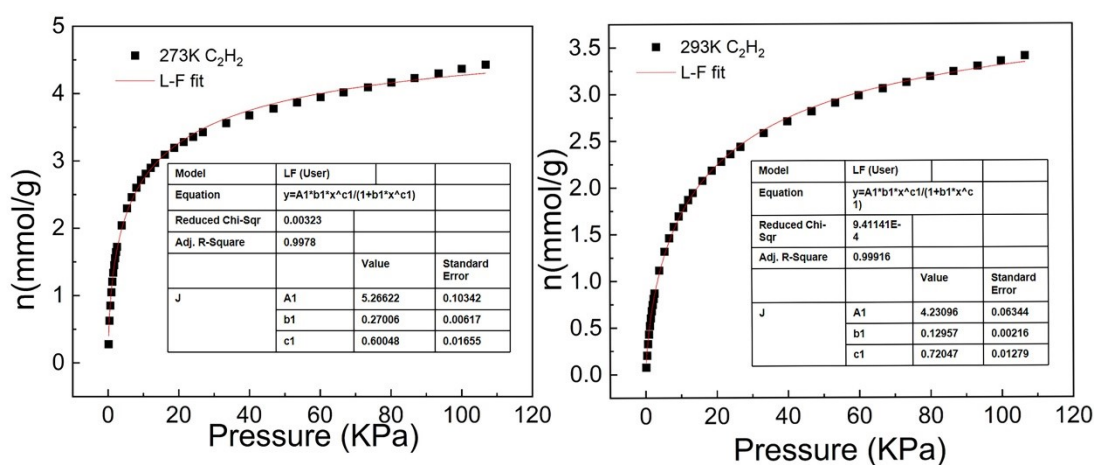 5
4
3
2
1
0
n(mmol/g)
273K C₂H₂
L-F fit
Model LF (User)
Equation y=A1*b1*x^c1/(1+b1*x^c1)
Reduced Chi-Sqr 0.00323
Adj. R-Square 0.9978
Value Standard Error
J A1 5.26622 0.10342
b1 0.27006 0.00617
c1 0.60048 0.01655
0 20 40 60 80 100 120
Pressure (KPa)
3.5
3.0
2.5
2.0
1.5
1.0
0.5
0.0
n(mmol/g)
293K C₂H₂
L-F fit
Model LF (User)
Equation y=A1*b1*x^c1/(1+b1*x^c
1)
Reduced Chi-
Sqr 9.41141E-
4
Adj. R-Square 0.99916
Value Standard
Error
J A1 4.23096 0.06344
b1 0.12957 0.00216
c1 0.72047 0.01279
0 20 40 60 80 100 120
Pressure (KPa)